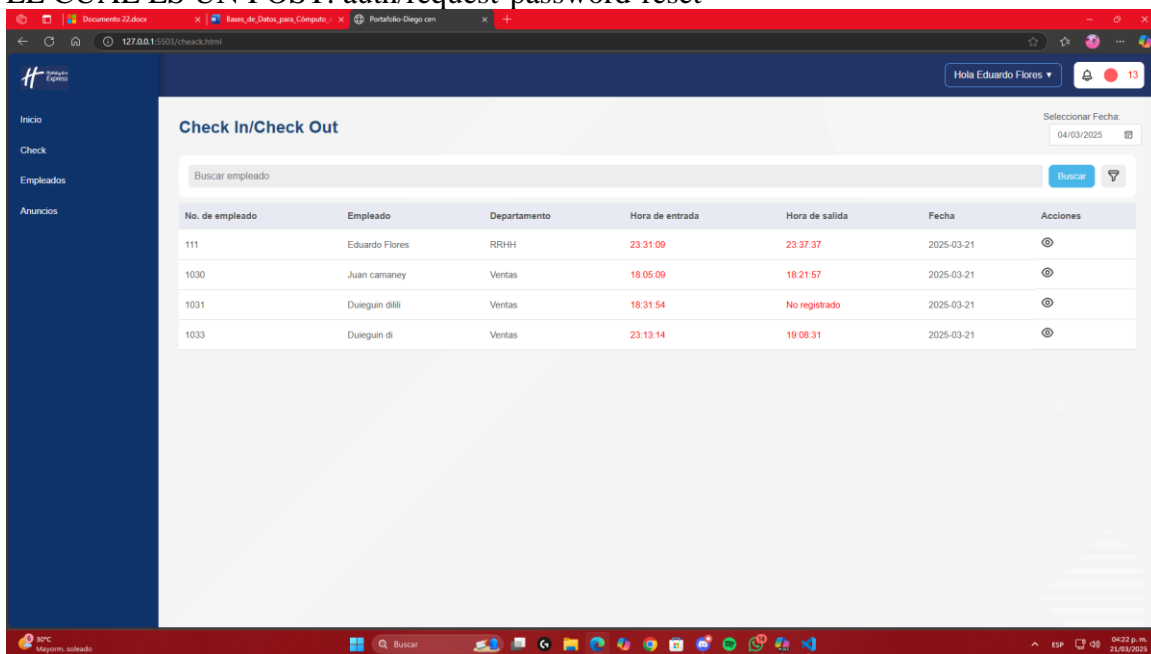 EL CUAL ES UN POST: auth/request-password-reset
Documento 22.docx
Bases_de_Datos_para_Cómputo_
Portafolio-Diego cen
127.0.0.1:5503/cheack.html
Holiday Inn
Express
Hola Eduardo Flores ▾
13
Inicio
Check
Empleados
Anuncios
Check In/Check Out
Seleccionar Fecha:
04/03/2025
Buscar empleado
Buscar
No. de empleado Empleado Departamento Hora de entrada Hora de salida Fecha Acciones
111 Eduardo Flores RRHH 23:31:09 23:37:37 2025-03-21
1030 Juan camaney Ventas 18:05:09 18:21:57 2025-03-21
1031 Duieguin dilili Ventas 18:31:54 No registrado 2025-03-21
1033 Duieguin di Ventas 23:13:14 19:08:31 2025-03-21
30°C
Mayorm. soleado
Buscar
ESP
04:22 p. m.
21/03/2025